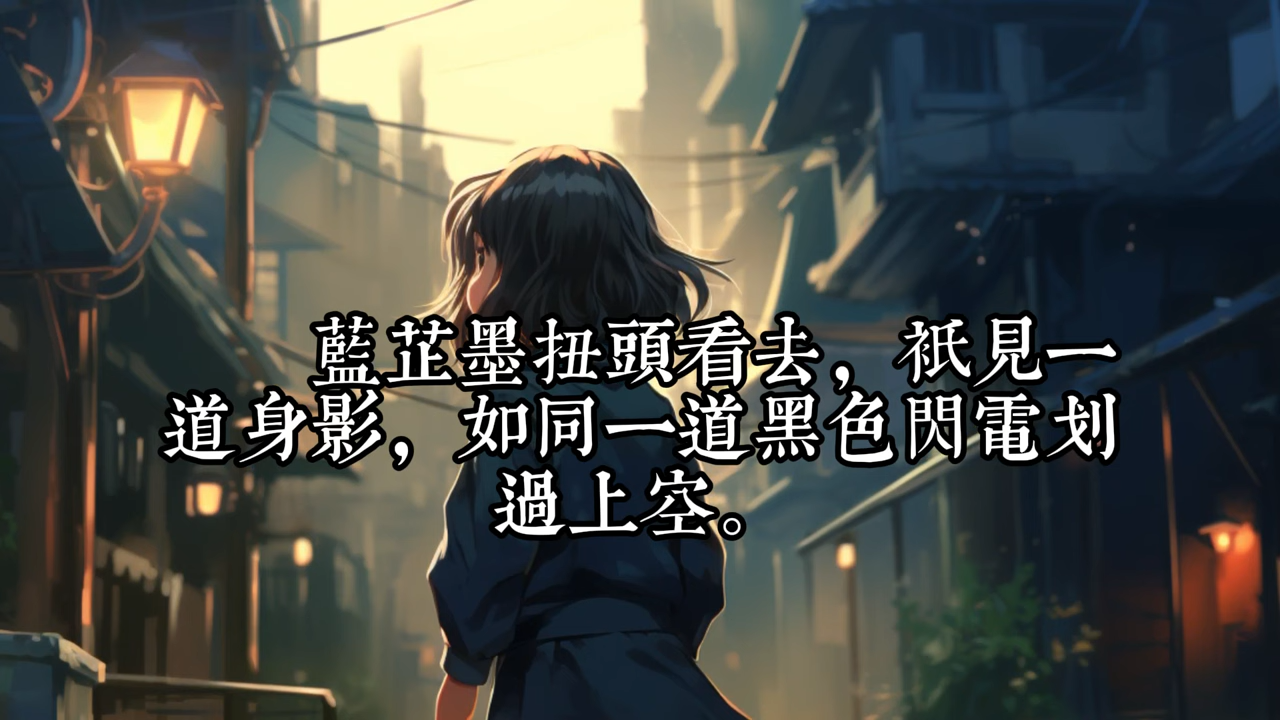 藍芷墨扭頭看去，祇見一
道身影，如同一道黑色閃電划
過上空。